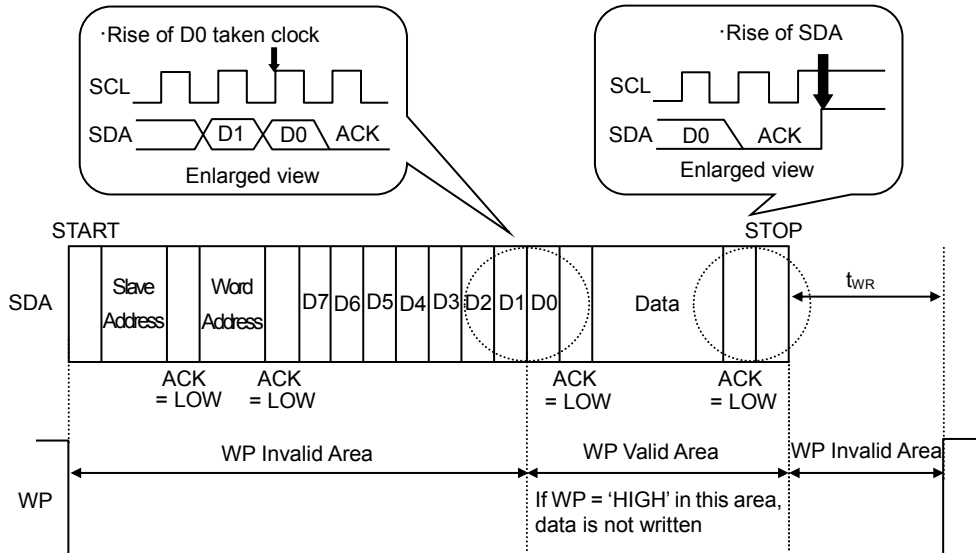 ·Rise of D0 taken clock
SCL
SDA
D1
D0
ACK
Enlarged view
·Rise of SDA
SCL
SDA
D0
ACK
Enlarged view
START
STOP
SDA
Slave
Address
Word
Address
D7
D6
D5
D4
D3
D2
D1
D0
Data
tWR
ACK
= LOW
ACK
= LOW
ACK
= LOW
ACK
= LOW
WP Invalid Area
WP Valid Area
WP Invalid Area
WP
If WP = ‘HIGH’ in this area,
data is not written